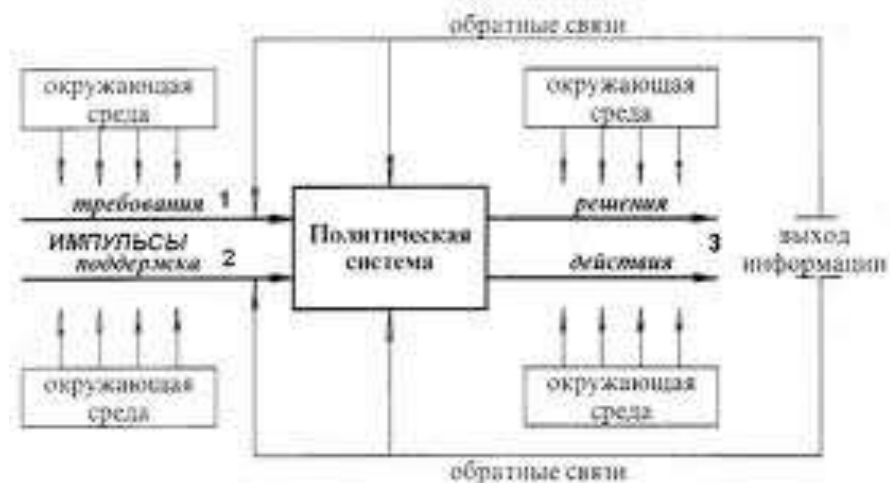 обратные связи
окружающая
среда
окружающая
среда
требования 1
решения
ИМПУЛЬСЫ
поддержка 2
Политическая
система
3
действия
выход
информации
окружающая
среда
окружающая
среда
обратные связи